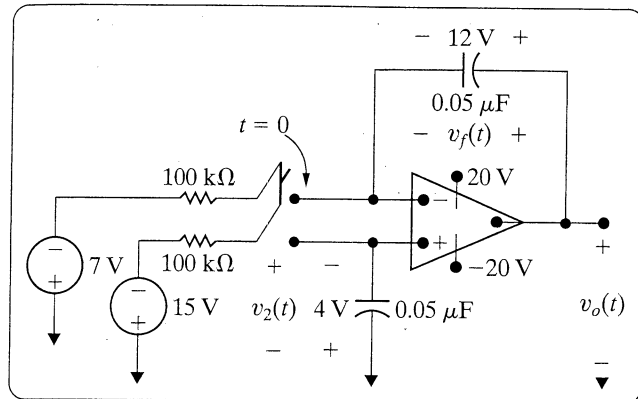 − 12 V +
0.05 μF
− v_f(t) +
t = 0
100 kΩ
20 V
−
+
−
+
7 V
100 kΩ
−
+
15 V
+
v_2(t)
−
−
4 V
+
0.05 μF
−20 V
+
v_o(t)
−